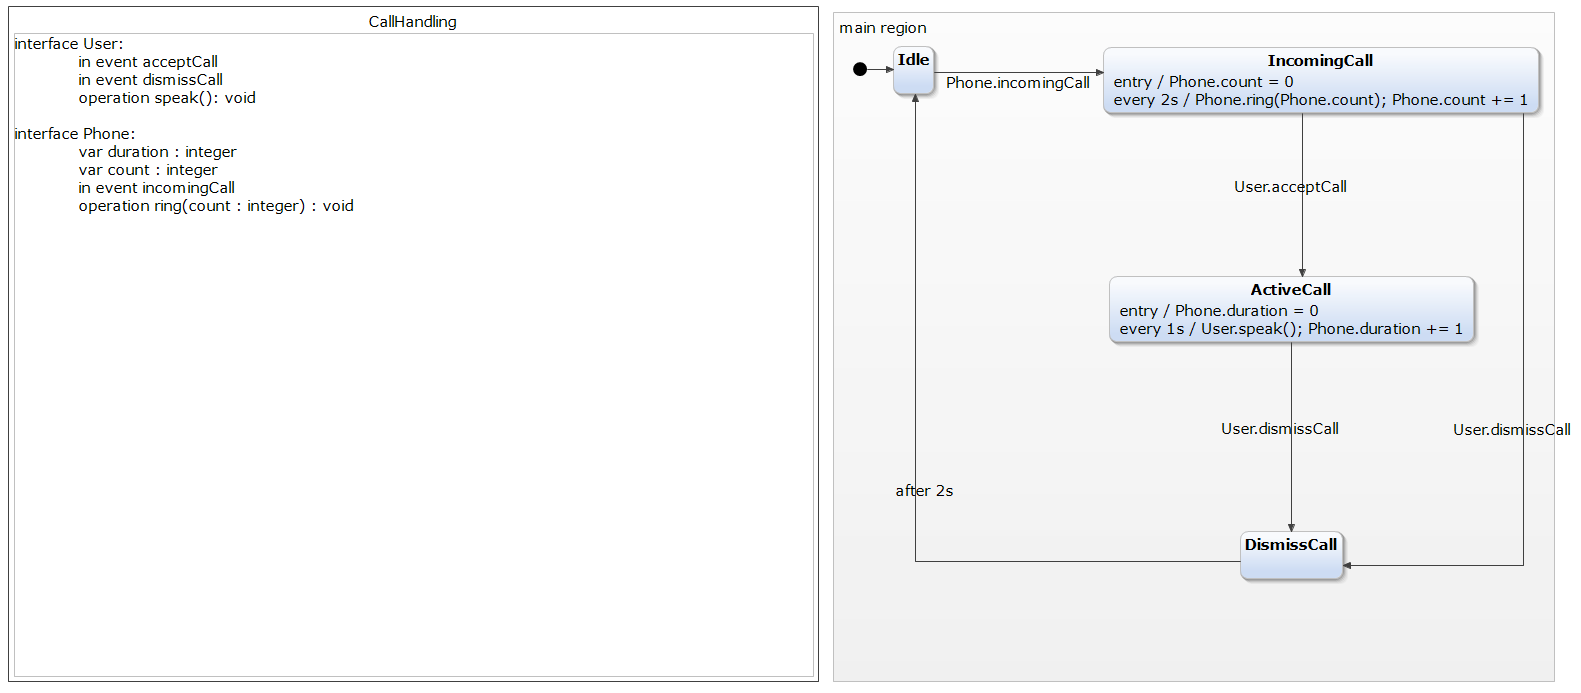 CallHandling
interface User:
in event acceptCall
in event dismissCall
operation speak(): void
interface Phone:
var duration : integer
var count : integer
in event incomingCall
operation ring(count : integer) : void
main region
Idle
Phone.incomingCall
IncomingCall
entry / Phone.count = 0
every 2s / Phone.ring(Phone.count); Phone.count += 1
User.acceptCall
ActiveCall
entry / Phone.duration = 0
every 1s / User.speak(); Phone.duration += 1
User.dismissCall
User.dismissCall
after 2s
DismissCall